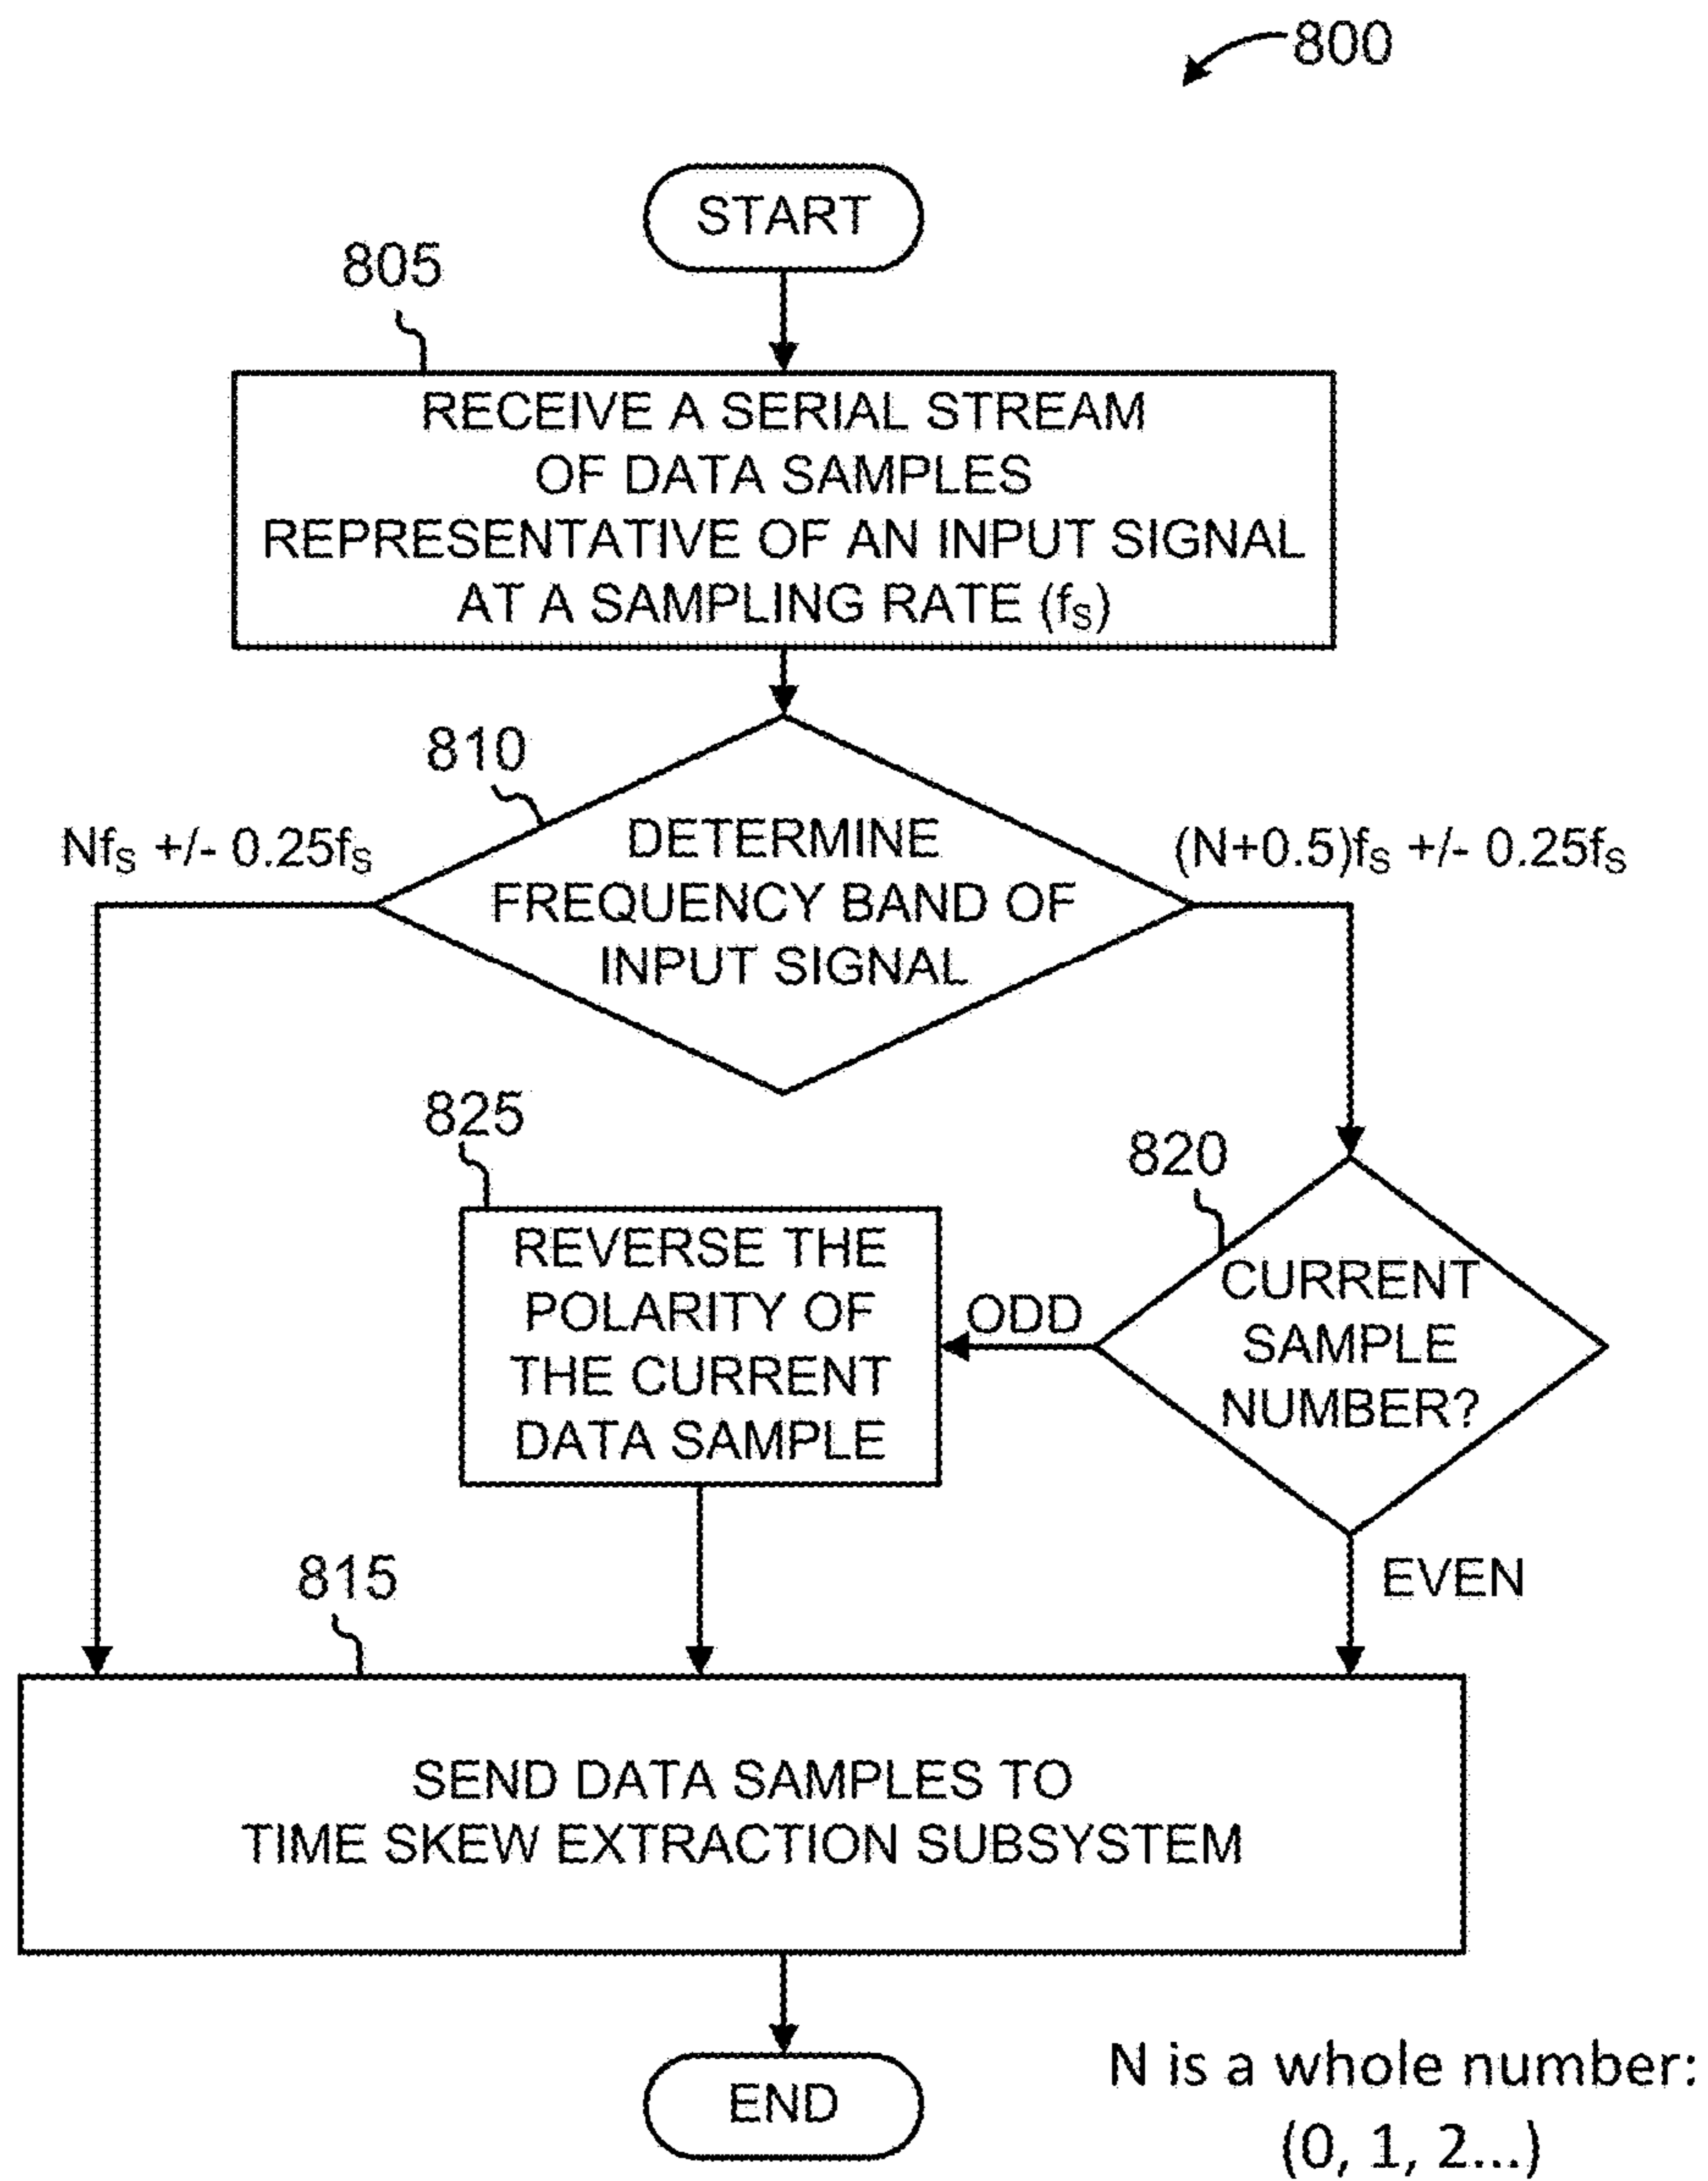 800
START
805
RECEIVE A SERIAL STREAM
OF DATA SAMPLES
REPRESENTATIVE OF AN INPUT SIGNAL
AT A SAMPLING RATE (fS)
810
NfS +/- 0.25fS
(N+0.5)fS +/- 0.25fS
DETERMINE
FREQUENCY BAND OF
INPUT SIGNAL
825
820
REVERSE THE
POLARITY OF
THE CURRENT
DATA SAMPLE
ODD
CURRENT
SAMPLE
NUMBER?
EVEN
815
SEND DATA SAMPLES TO
TIME SKEW EXTRACTION SUBSYSTEM
END
N is a whole number:
(0, 1, 2...)